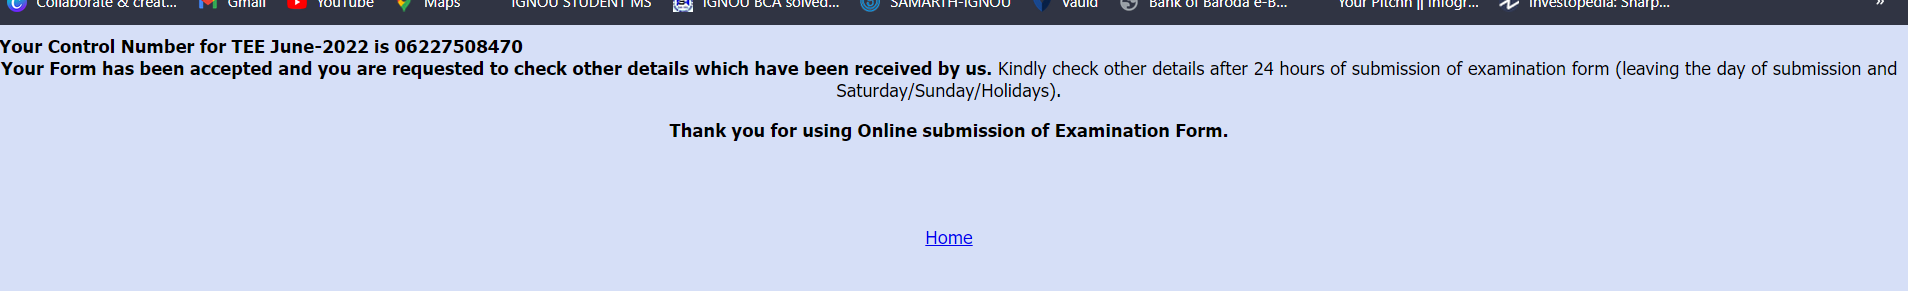 Collaborate & creat... Gmail YouTube Maps IGNOU STUDENT MS IGNOU BCA solved... SAMARTH-IGNOU Vauld Bank of Baroda e-B... Your Pitchh || Infogr... Investopedia: Sharp... »
Your Control Number for TEE June-2022 is 06227508470
Your Form has been accepted and you are requested to check other details which have been received by us. Kindly check other details after 24 hours of submission of examination form (leaving the day of submission and
Saturday/Sunday/Holidays).
Thank you for using Online submission of Examination Form.
Home